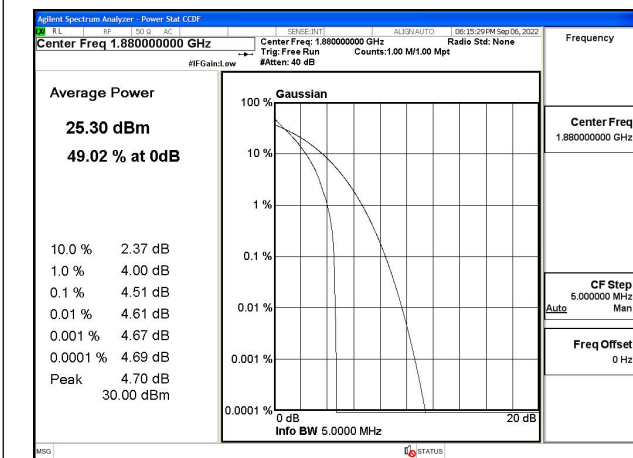 Agilent Spectrum Analyzer - Power Stat CCDF
RL RF 50 Ω AC SENSE:INT ALIGN AUTO 06:15:29 PM Sep 06, 2022
Center Freq 1.880000000 GHz
Center Freq: 1.880000000 GHz Radio Std: None
Trig: Free Run Counts:1.00 M/1.00 Mpt
#IFGain:Low #Atten: 40 dB
Frequency
Average Power
25.30 dBm
49.02 % at 0dB
10.0 % 2.37 dB
1.0 % 4.00 dB
0.1 % 4.51 dB
0.01 % 4.61 dB
0.001 % 4.67 dB
0.0001 % 4.69 dB
Peak 4.70 dB
30.00 dBm
Gaussian
100 %
10 %
1 %
0.1 %
0.01 %
0.001 %
0.0001 %
0 dB 20 dB
Info BW 5.0000 MHz
Center Freq
1.880000000 GHz
CF Step
5.000000 MHz
Auto Man
Freq Offset
0 Hz
MSG STATUS